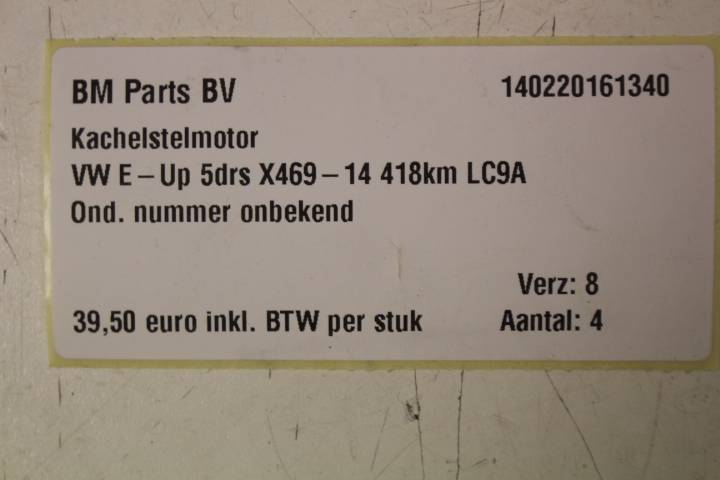 BM Parts BV 140220161340
Kachelstelmotor
VW E – Up 5drs X469 – 14 418km LC9A
Ond. nummer onbekend
Verz: 8
39,50 euro inkl. BTW per stuk Aantal: 4